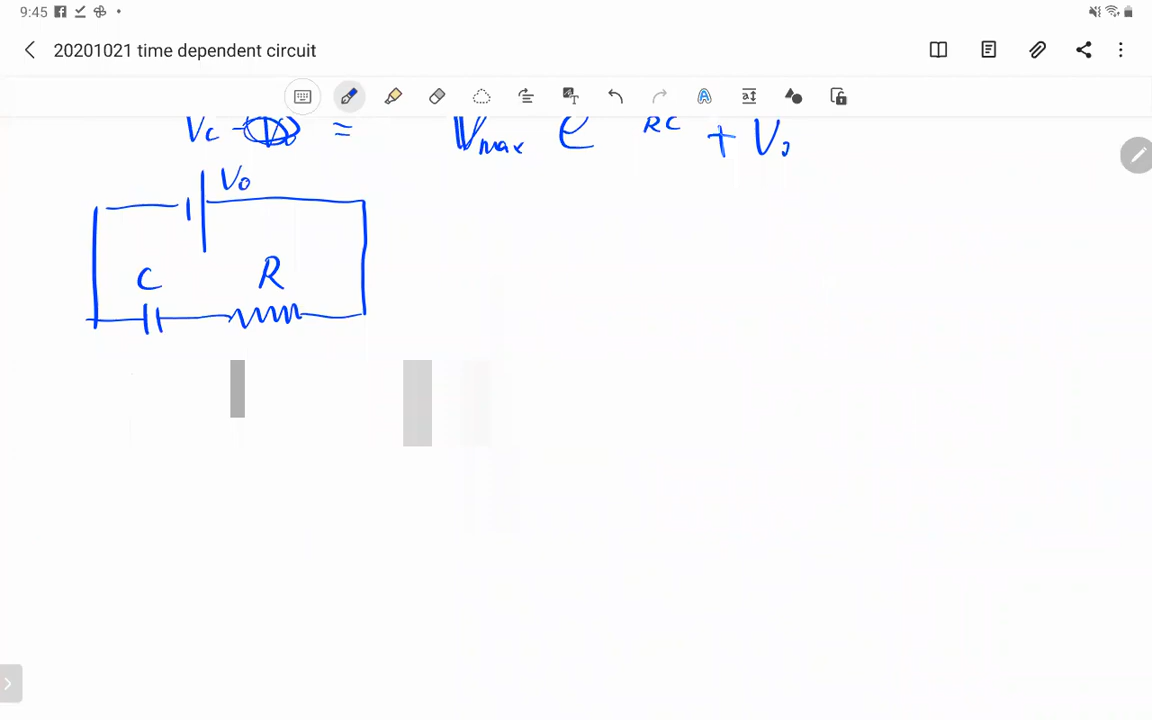 9:45
20201021 time dependent circuit
Vc = Vmax e RC + V
V0
C R